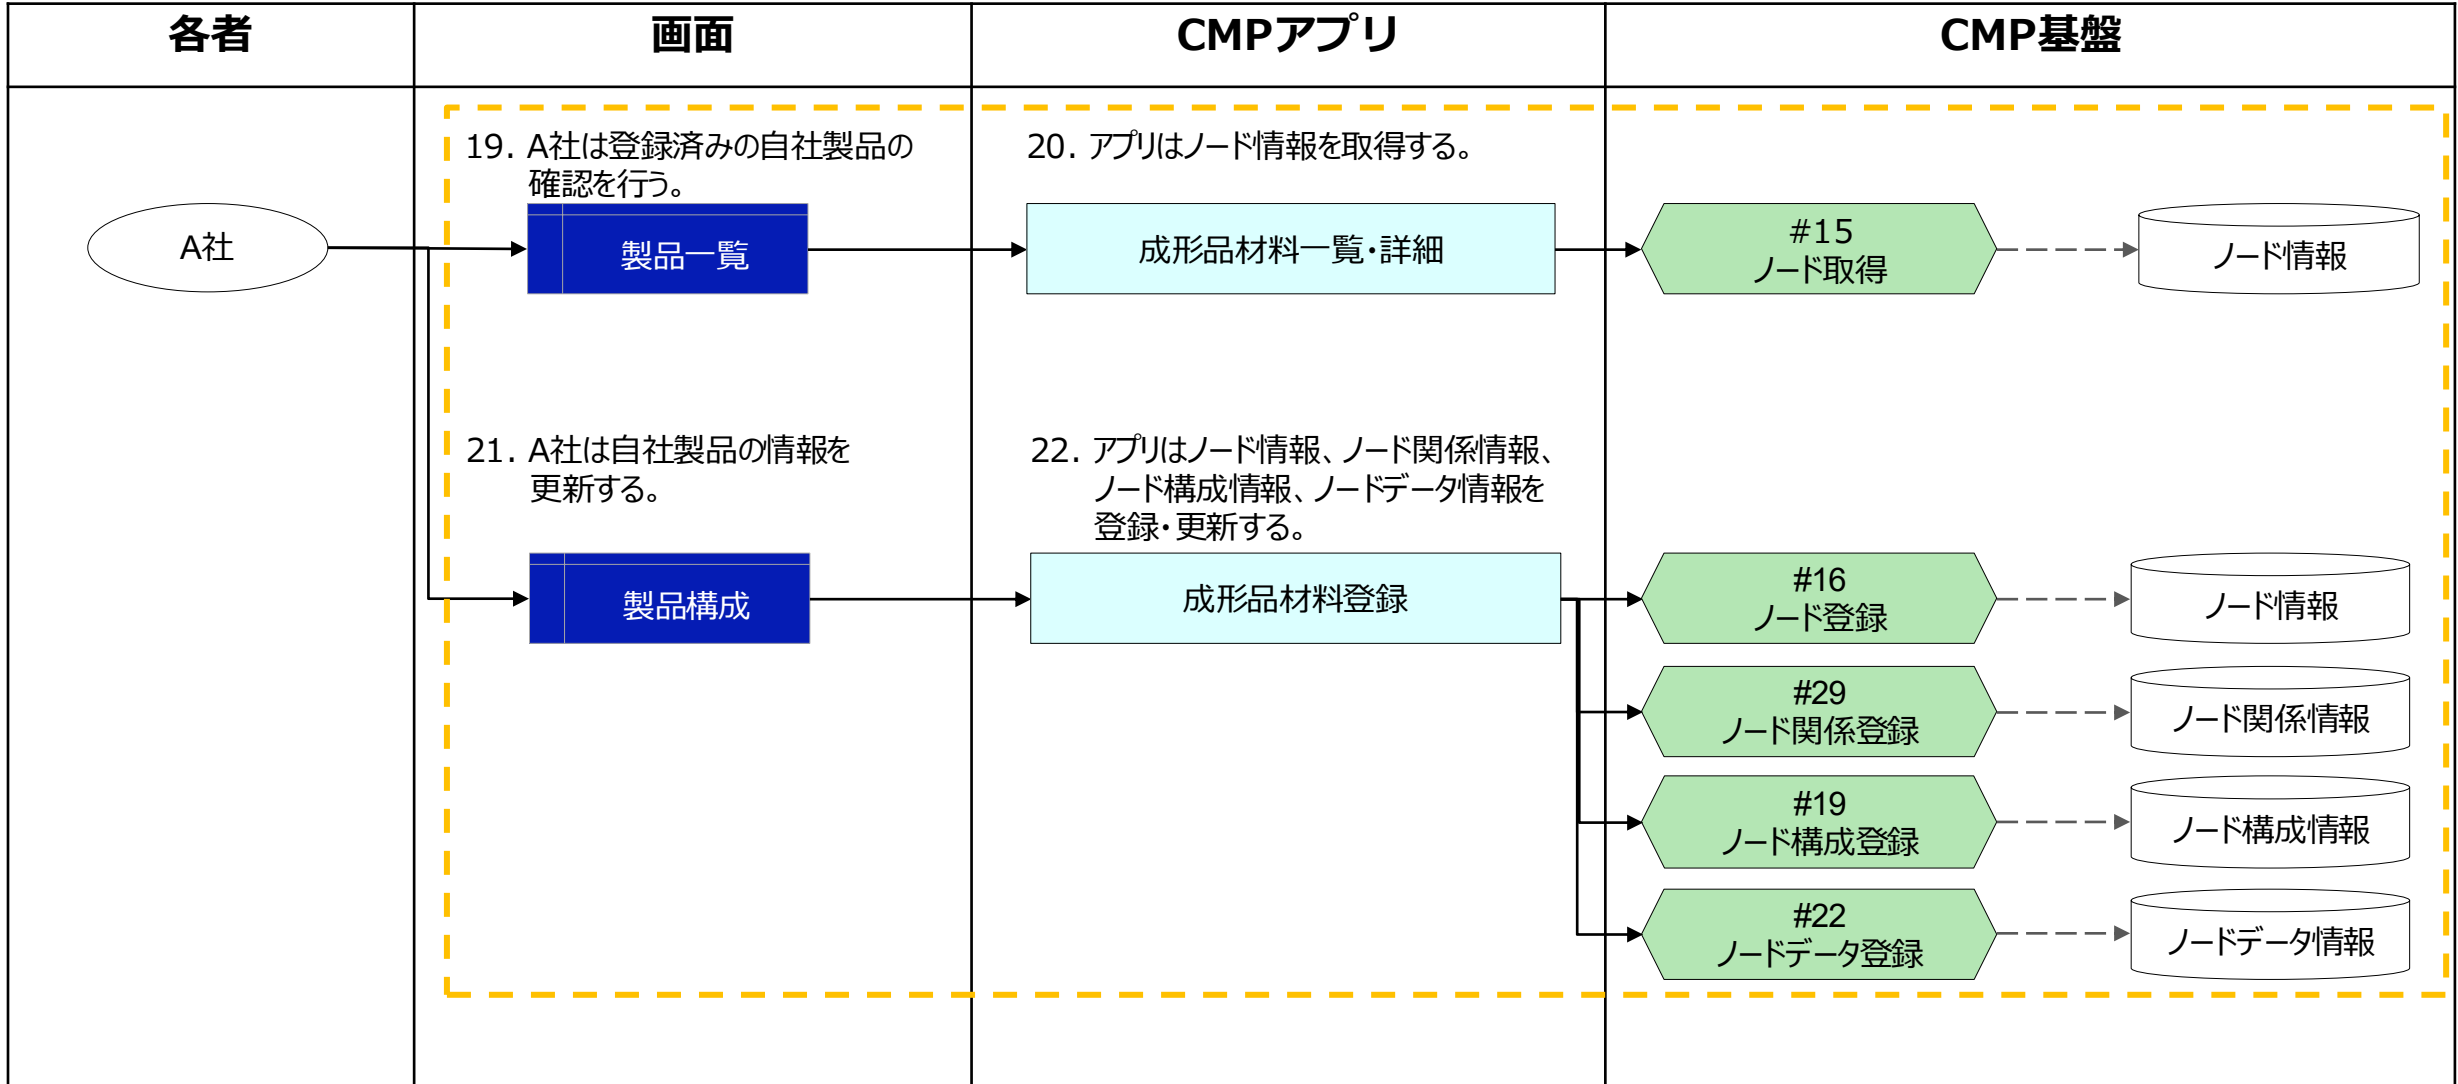 各者
画面
CMPアプリ
CMP基盤
19. A社は登録済みの自社製品の
確認を行う。
20. アプリはノード情報を取得する。
A社
製品一覧
成形品材料一覧・詳細
#15
ノード取得
ノード情報
21. A社は自社製品の情報を
更新する。
22. アプリはノード情報、ノード関係情報、
ノード構成情報、ノードデータ情報を
登録・更新する。
製品構成
成形品材料登録
#16
ノード登録
ノード情報
#29
ノード関係登録
ノード関係情報
#19
ノード構成登録
ノード構成情報
#22
ノードデータ登録
ノードデータ情報